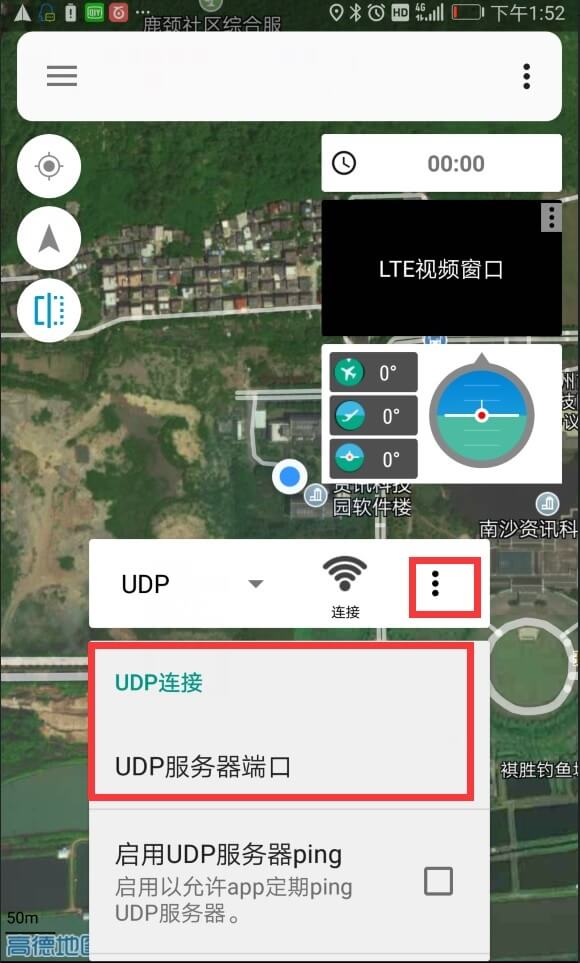 HD
4G
下午1:52
鹿颈社区综合服
00:00
LTE视频窗口
0°
0°
0°
园软件楼
南沙资讯科
UDP
连接
UDP连接
UDP服务器端口
祺胜钓鱼
启用UDP服务器ping
启用以允许app定期ping
UDP服务器。
50m
高德地图